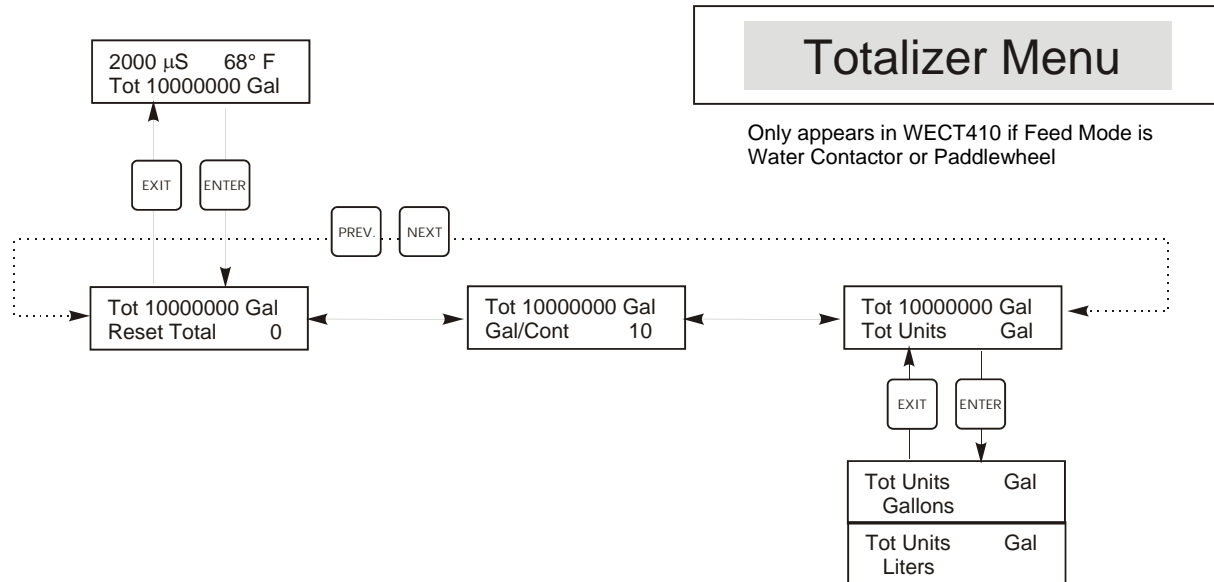 Totalizer Menu
Only appears in WECT410 if Feed Mode is
Water Contactor or Paddlewheel
2000 μS 68° F
Tot 10000000 Gal
EXIT ENTER
PREV. NEXT
Tot 10000000 Gal
Reset Total 0
Tot 10000000 Gal
Gal/Cont 10
Tot 10000000 Gal
Tot Units Gal
EXIT ENTER
Tot Units Gal
Gallons
Tot Units Gal
Liters